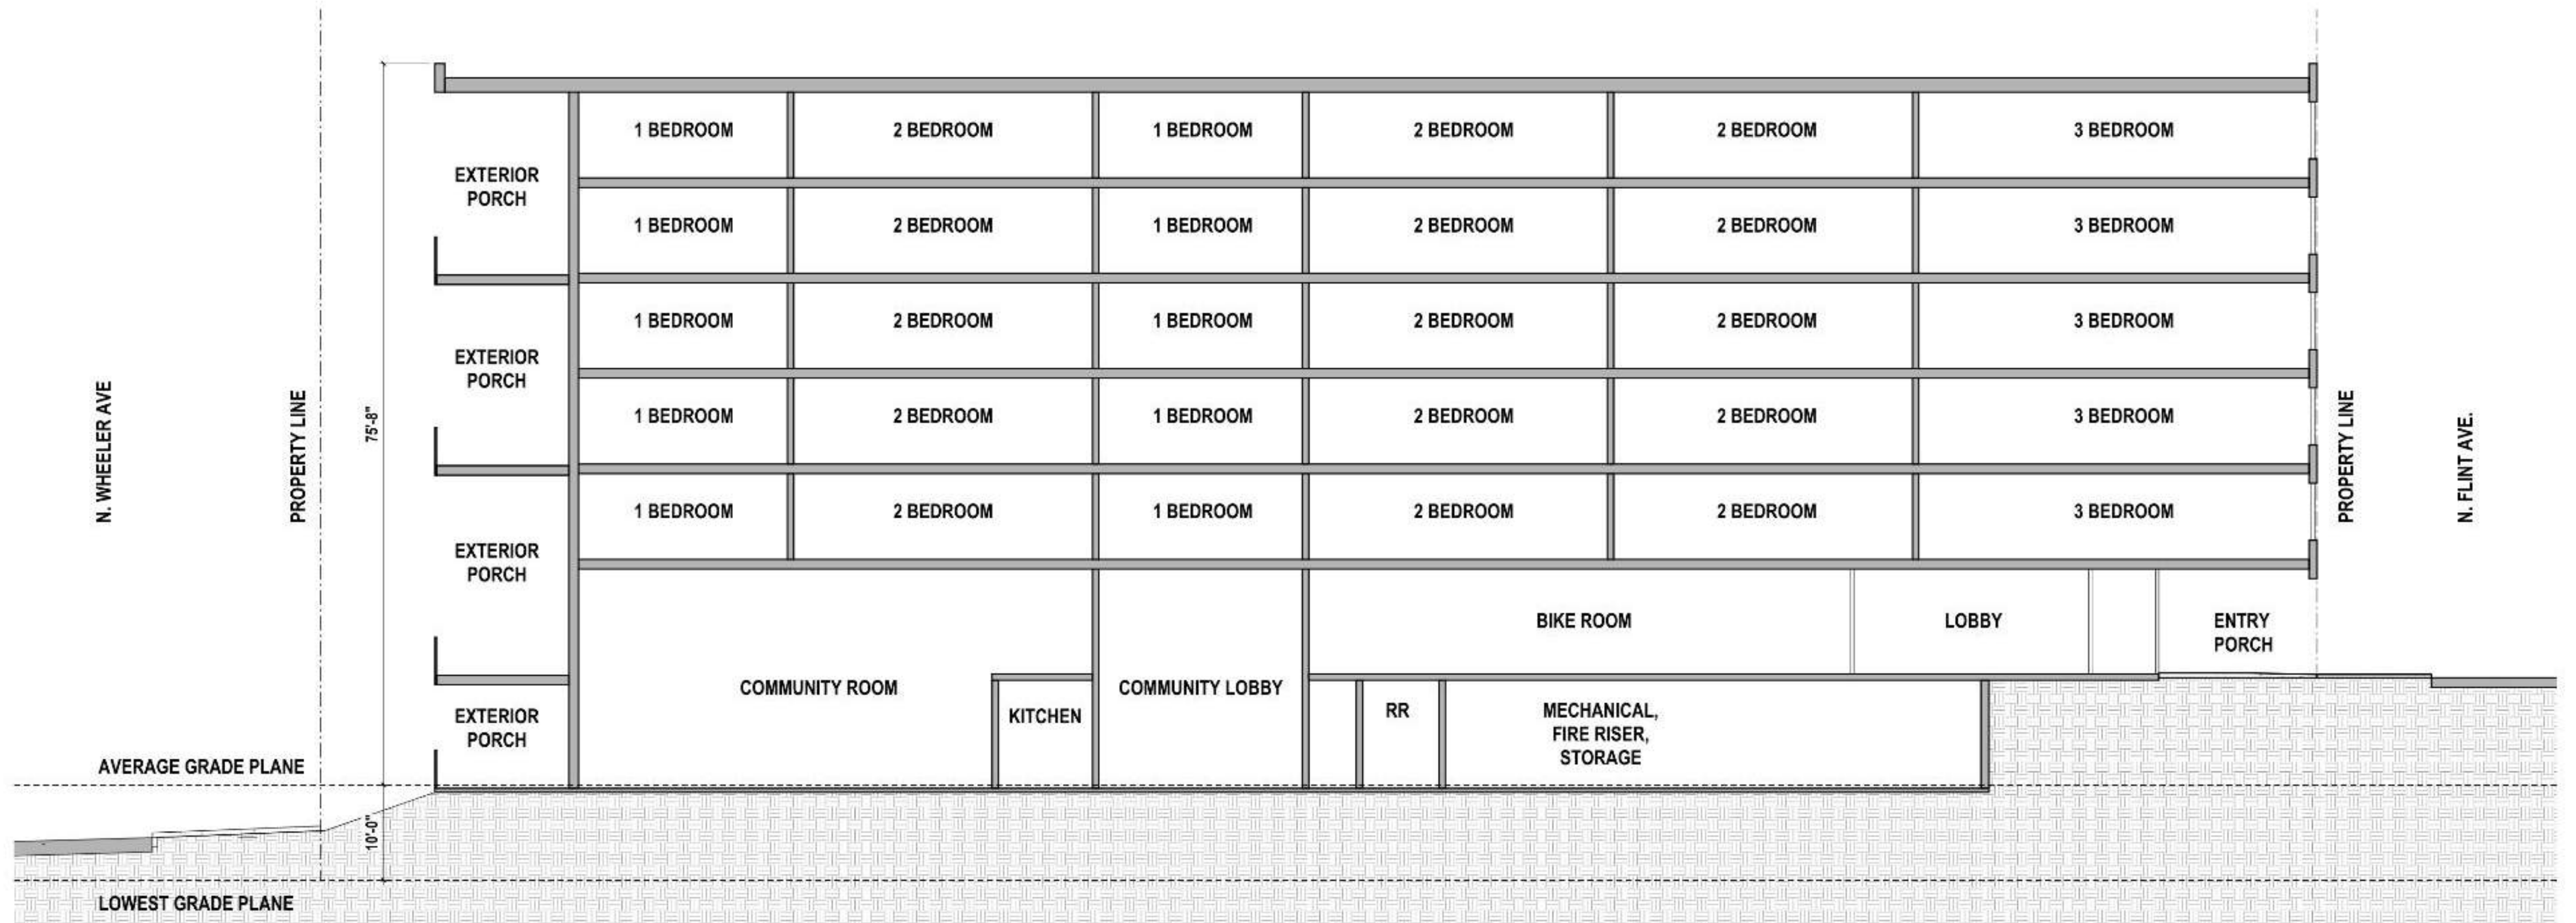 1 BEDROOM
2 BEDROOM
1 BEDROOM
2 BEDROOM
2 BEDROOM
3 BEDROOM
EXTERIOR
PORCH
1 BEDROOM
2 BEDROOM
1 BEDROOM
2 BEDROOM
2 BEDROOM
3 BEDROOM
1 BEDROOM
2 BEDROOM
1 BEDROOM
2 BEDROOM
2 BEDROOM
3 BEDROOM
EXTERIOR
PORCH
N. WHEELER AVE
PROPERTY LINE
75'-8"
1 BEDROOM
2 BEDROOM
1 BEDROOM
2 BEDROOM
2 BEDROOM
3 BEDROOM
PROPERTY LINE
N. FLINT AVE.
1 BEDROOM
2 BEDROOM
1 BEDROOM
2 BEDROOM
2 BEDROOM
3 BEDROOM
EXTERIOR
PORCH
BIKE ROOM
LOBBY
ENTRY
PORCH
COMMUNITY ROOM
COMMUNITY LOBBY
EXTERIOR
PORCH
KITCHEN
RR
MECHANICAL,
FIRE RISER,
STORAGE
AVERAGE GRADE PLANE
10'-0"
LOWEST GRADE PLANE